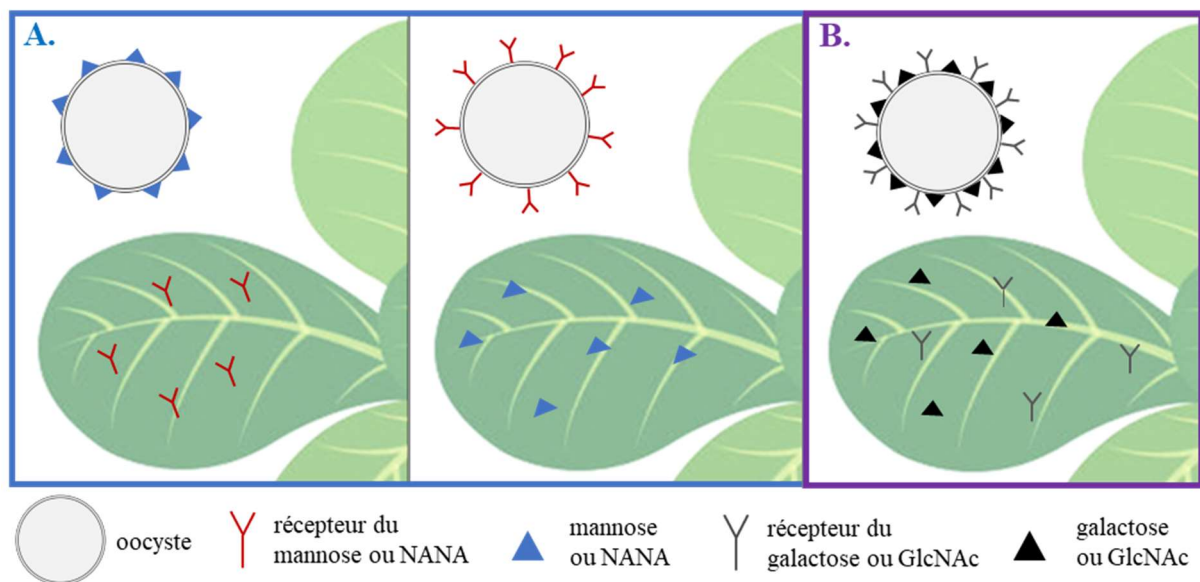 A.
B.
oocyste
récepteur du
mannose ou NANA
mannose
ou NANA
récepteur du
galactose ou GlcNAc
galactose
ou GlcNAc